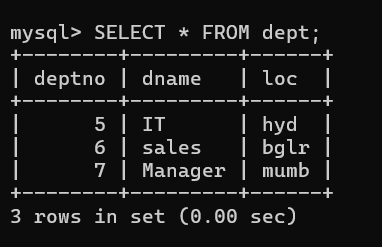 mysql> SELECT * FROM dept;
+--------+---------+------+
| deptno | dname   | loc  |
+--------+---------+------+
|      5 | IT      | hyd  |
|      6 | sales   | bglr |
|      7 | Manager | mumb |
+--------+---------+------+
3 rows in set (0.00 sec)